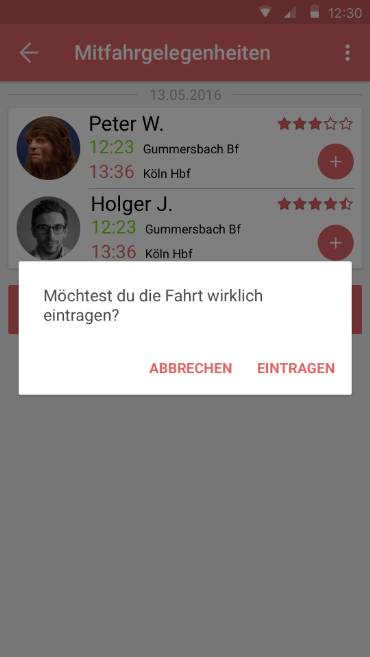 12:30
Mitfahrgelegenheiten
13.05.2016
Peter W.
12:23 Gummersbach Bf
13:36 Köln Hbf
Holger J.
12:23 Gummersbach Bf
13:36 Köln Hbf
Möchtest du die Fahrt wirklich
eintragen?
ABBRECHEN EINTRAGEN